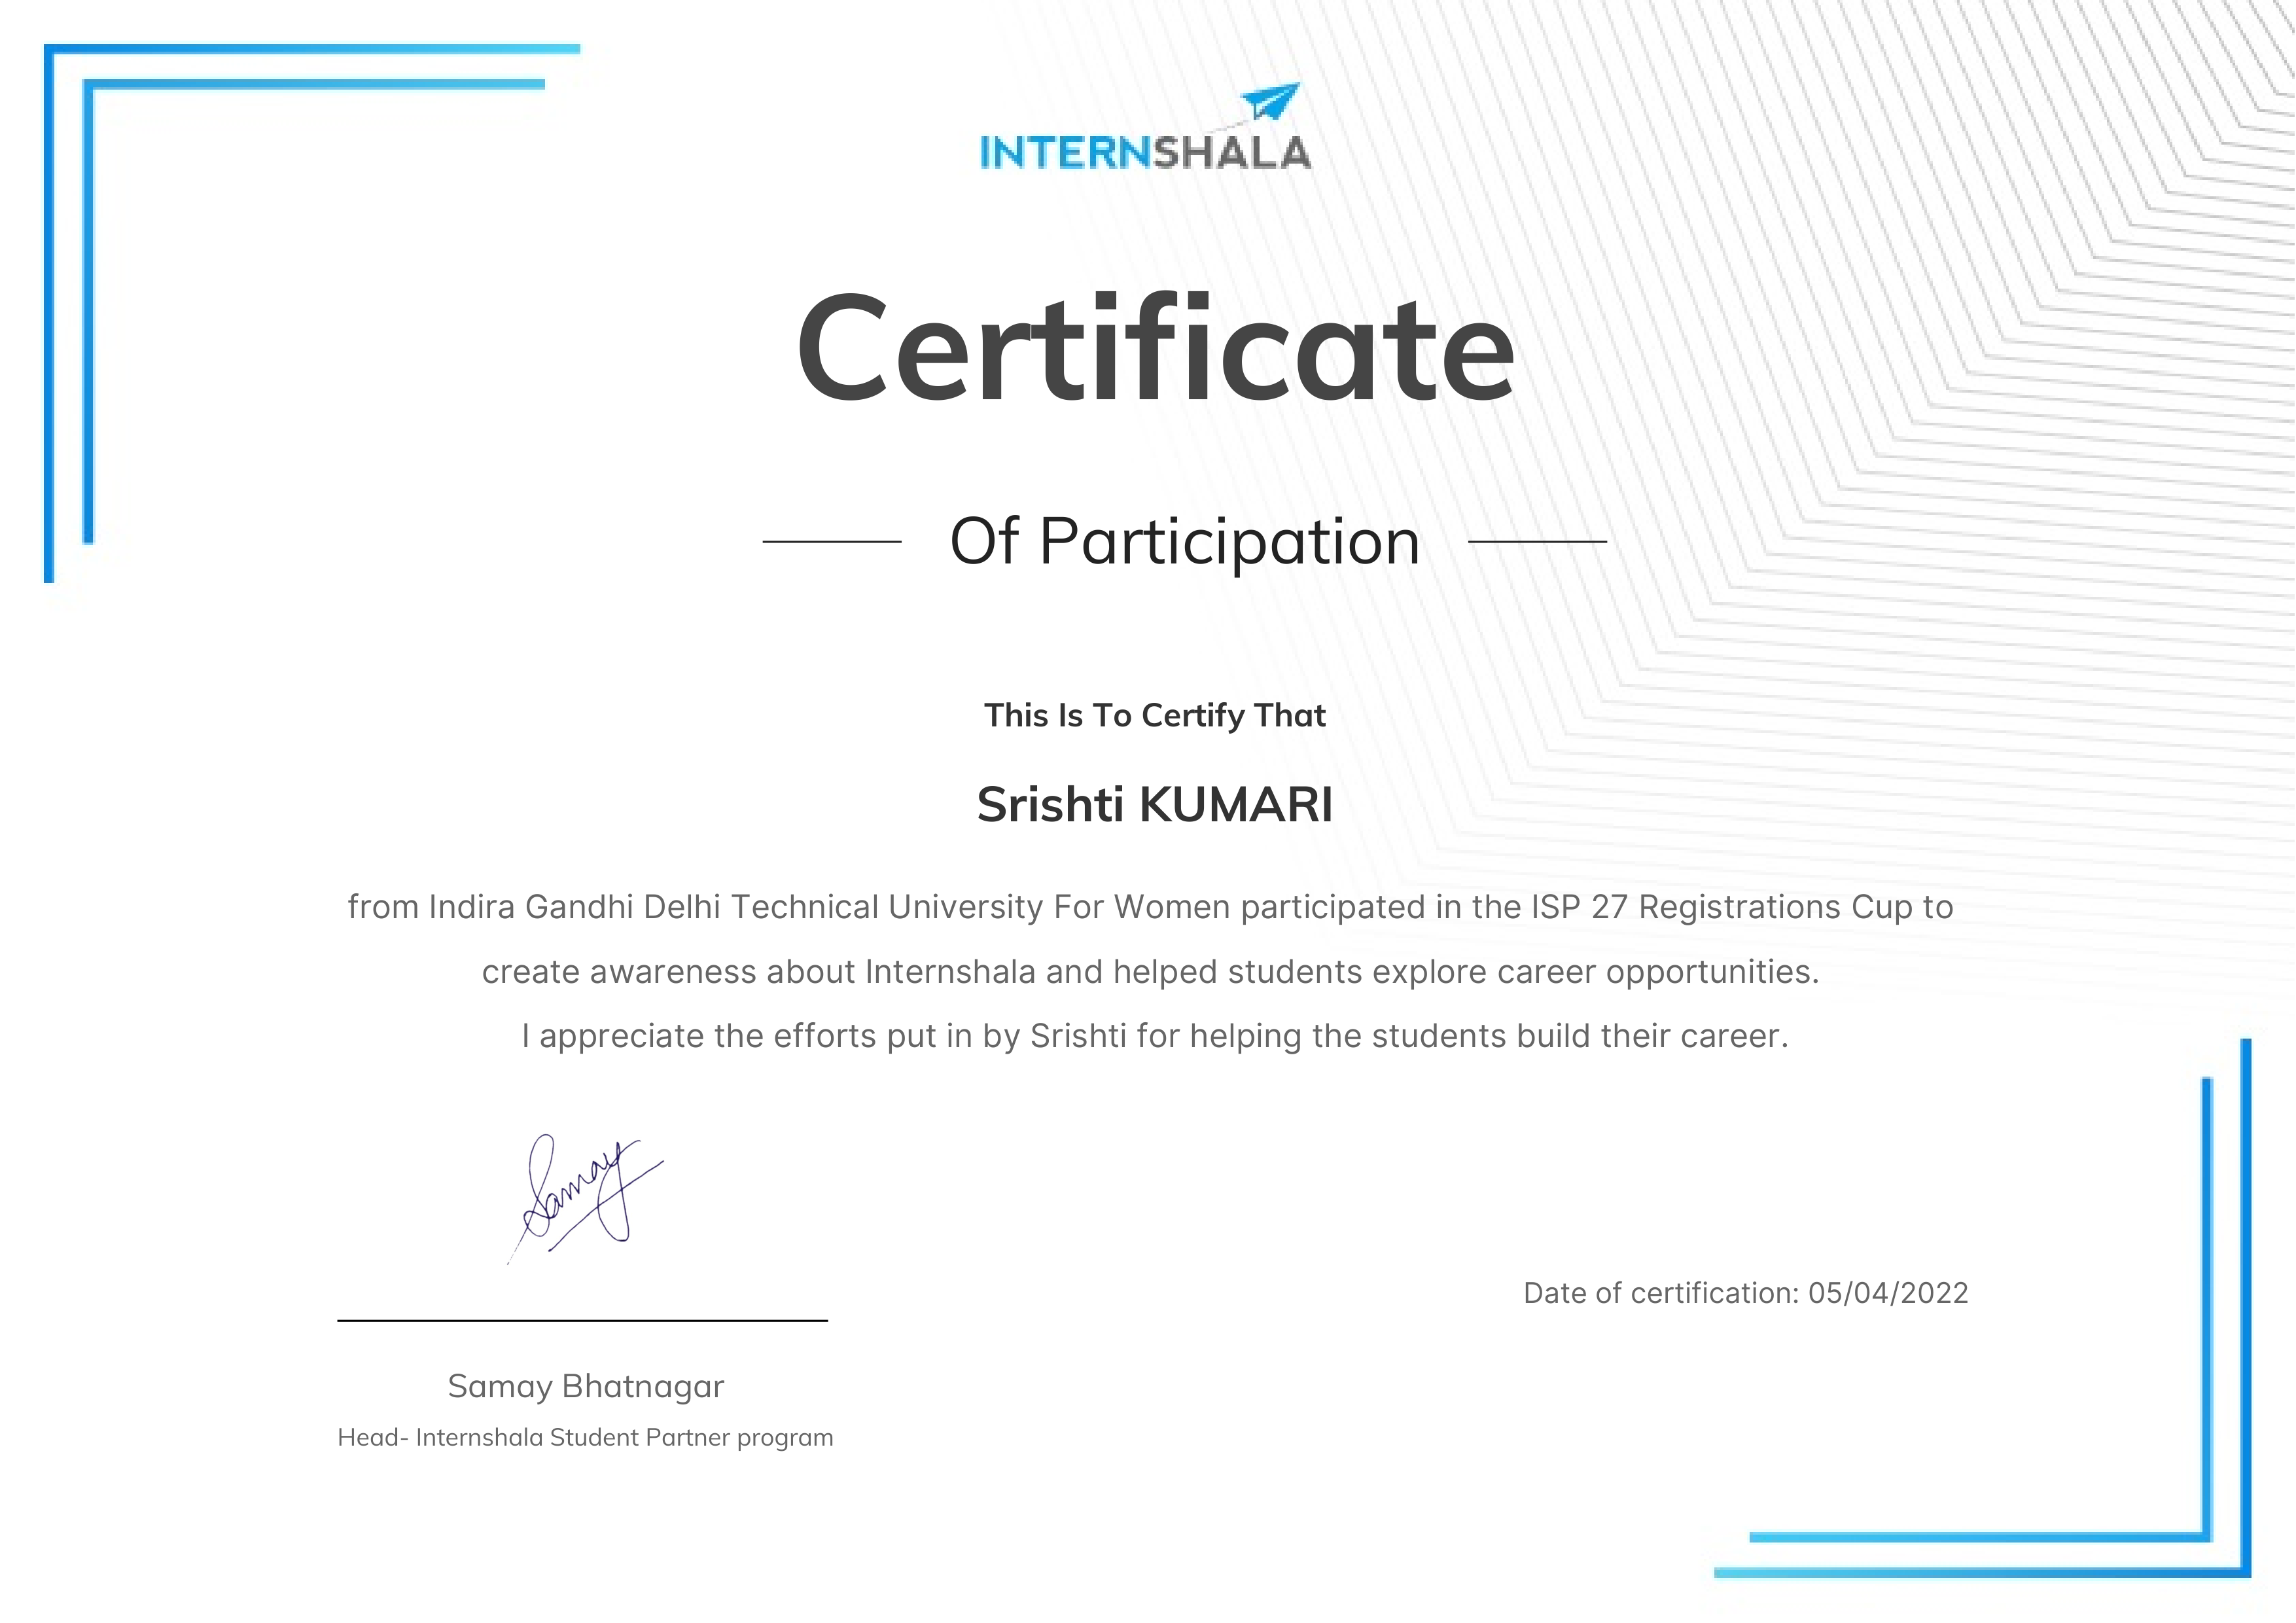 INTERNSHALA
Certificate
Of Participation
This Is To Certify That
Srishti KUMARI
from Indira Gandhi Delhi Technical University For Women participated in the ISP 27 Registrations Cup to
create awareness about Internshala and helped students explore career opportunities.
I appreciate the efforts put in by Srishti for helping the students build their career.
Samay
Date of certification: 05/04/2022
Samay Bhatnagar
Head- Internshala Student Partner program